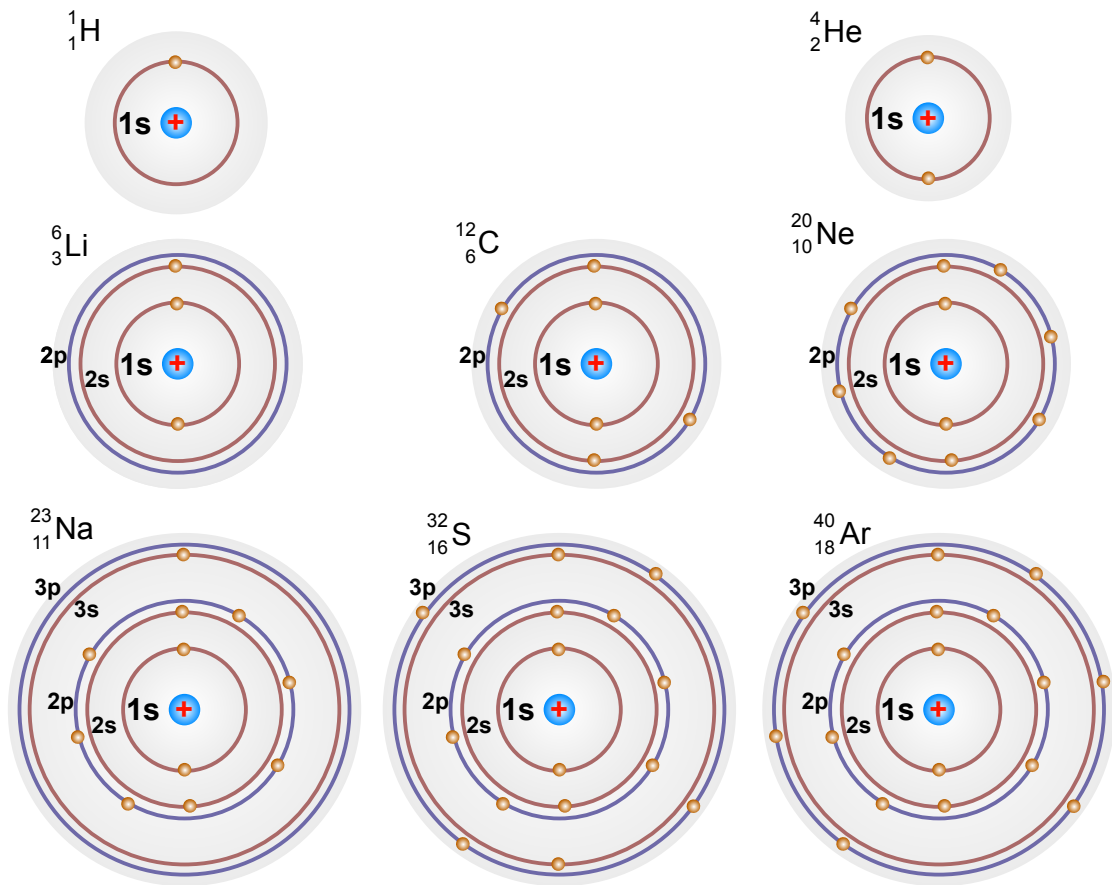 1
1H
+
1s
4
2He
+
1s
6
3Li
2p
2s
1s
+
12
6C
2p
2s
1s
+
20
10Ne
2p
2s
1s
+
23
11Na
3p
3s
2p
2s
1s
+
32
16S
3p
3s
2p
2s
1s
+
40
18Ar
3p
3s
2p
2s
1s
+